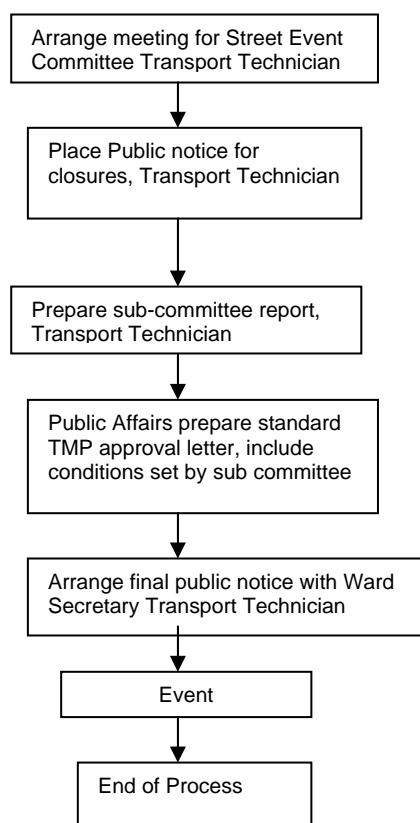 Arrange meeting for Street Event
Committee Transport Technician
Place Public notice for
closures, Transport Technician
Prepare sub-committee report,
Transport Technician
Public Affairs prepare standard
TMP approval letter, include
conditions set by sub committee
Arrange final public notice with Ward
Secretary Transport Technician
Event
End of Process